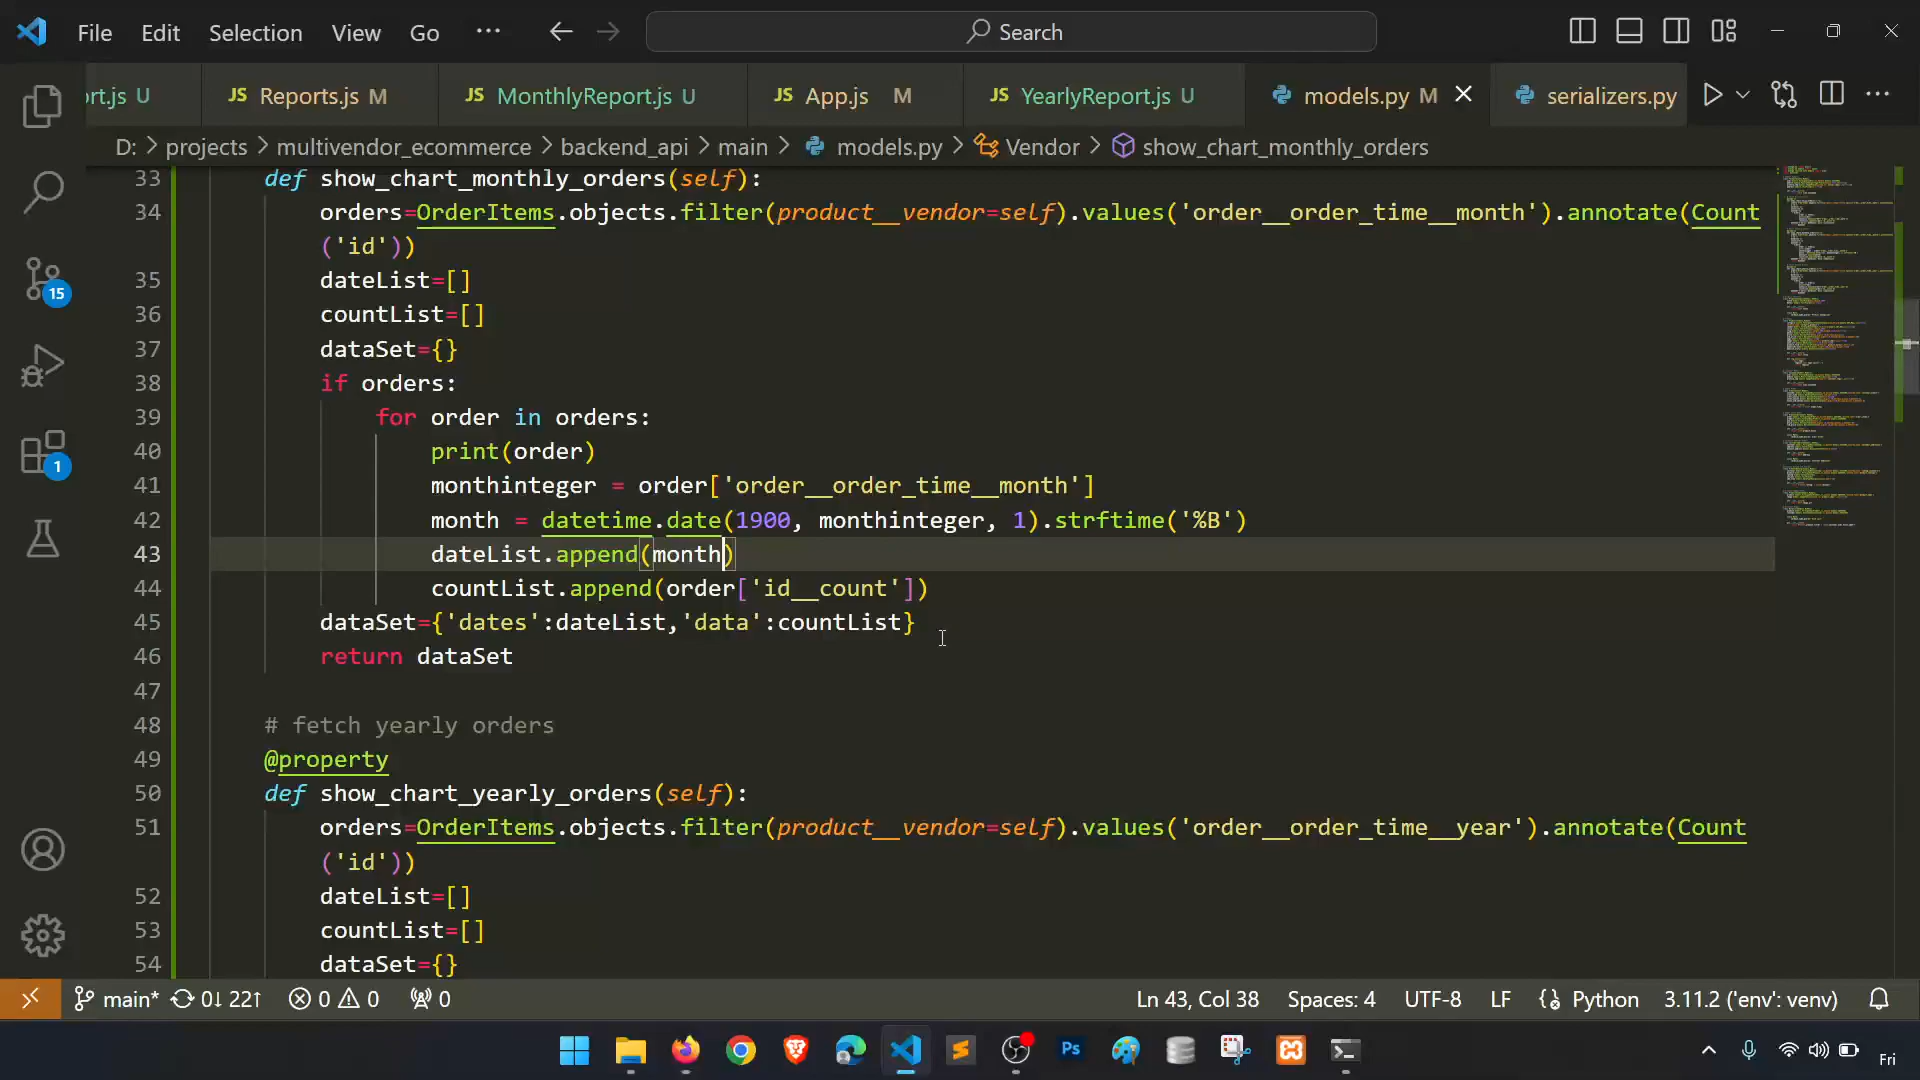 File Edit Selection View Go ··· Search
rt.js U JS Reports.js M JS MonthlyReport.js U JS App.js M JS YearlyReport.js U models.py M serializers.py
D: > projects > multivendor_ecommerce > backend_api > main > models.py > Vendor > show_chart_monthly_orders
33 def show_chart_monthly_orders(self):
34 orders=OrderItems.objects.filter(product__vendor=self).values('order__order_time__month').annotate(Count
('id'))
35 dateList=[]
36 countList=[]
37 dataSet={}
38 if orders:
39 for order in orders:
40 print(order)
41 monthinteger = order['order__order_time__month']
42 month = datetime.date(1900, monthinteger, 1).strftime('%B')
43 dateList.append(month)
44 countList.append(order['id__count'])
45 dataSet={'dates':dateList,'data':countList}
46 return dataSet
47
48 # fetch yearly orders
49 @property
50 def show_chart_yearly_orders(self):
51 orders=OrderItems.objects.filter(product__vendor=self).values('order__order_time__year').annotate(Count
('id'))
52 dateList=[]
53 countList=[]
54 dataSet={}
15
1
main* 0↓ 22↑ 0 0 0 Ln 43, Col 38 Spaces: 4 UTF-8 LF Python 3.11.2 ('env': venv)
Ps Fri